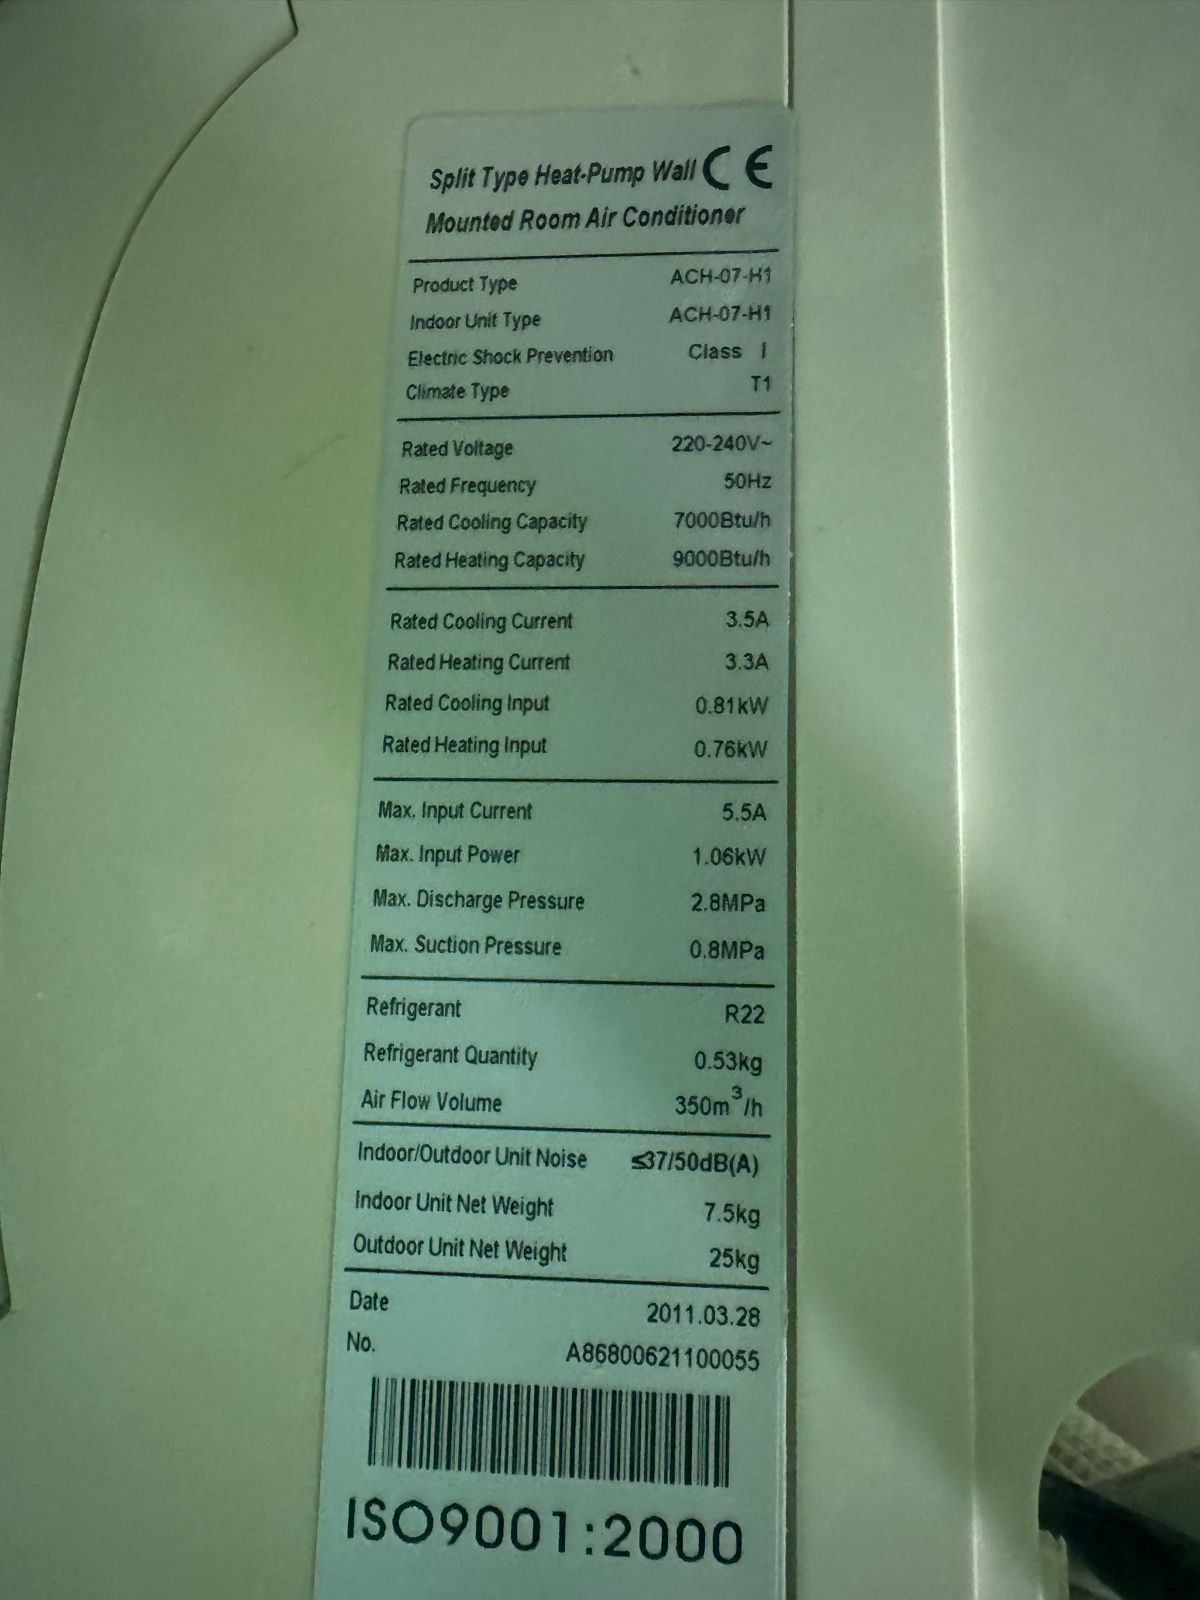 Split Type Heat-Pump Wall CE
Mounted Room Air Conditioner
Product Type ACH-07-H1
Indoor Unit Type ACH-07-H1
Electric Shock Prevention Class I
Climate Type T1
Rated Voltage 220-240V~
Rated Frequency 50Hz
Rated Cooling Capacity 7000Btu/h
Rated Heating Capacity 9000Btu/h
Rated Cooling Current 3.5A
Rated Heating Current 3.3A
Rated Cooling Input 0.81kW
Rated Heating Input 0.76kW
Max. Input Current 5.5A
Max. Input Power 1.06kW
Max. Discharge Pressure 2.8MPa
Max. Suction Pressure 0.8MPa
Refrigerant R22
Refrigerant Quantity 0.53kg
Air Flow Volume 350m³/h
Indoor/Outdoor Unit Noise ≤37/50dB(A)
Indoor Unit Net Weight 7.5kg
Outdoor Unit Net Weight 25kg
Date 2011.03.28
No. A86800621100055
ISO9001:2000